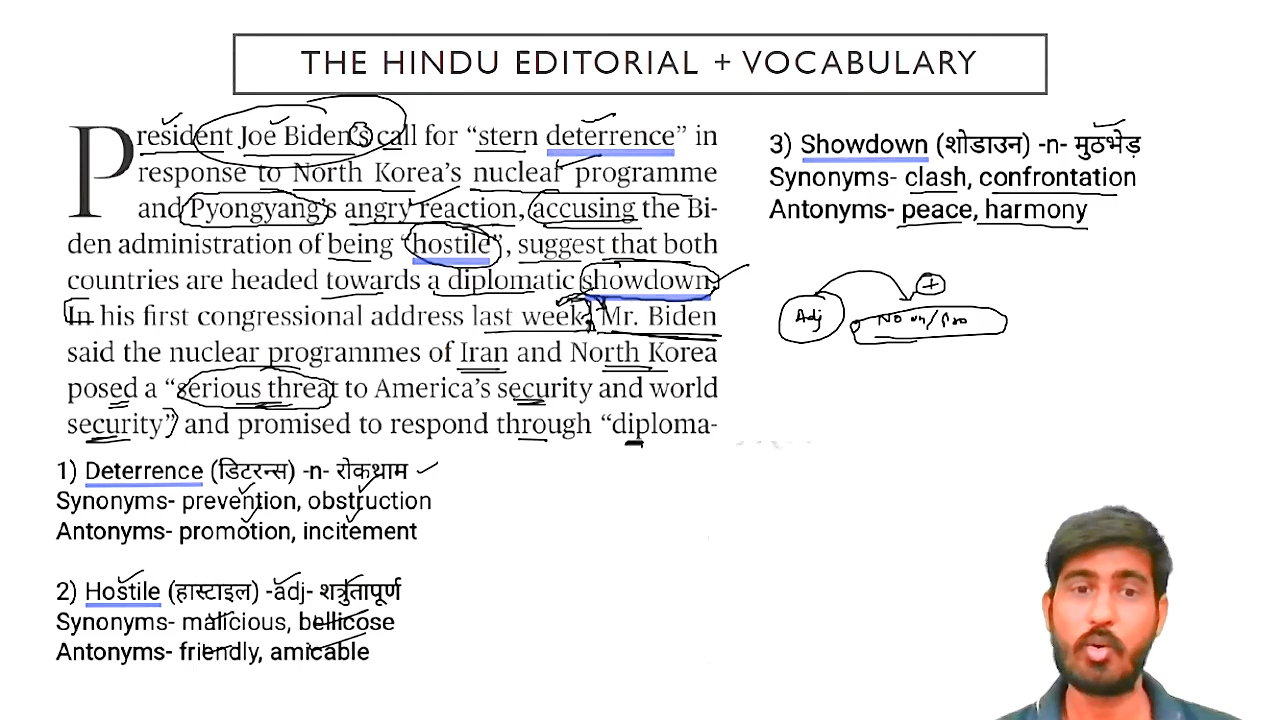 THE HINDU EDITORIAL + VOCABULARY
President Joe Biden's call for “stern deterrence” in
response to North Korea's nuclear programme
and Pyongyang's angry reaction, accusing the Bi-
den administration of being “hostile”, suggest that both
countries are headed towards a diplomatic showdown.
In his first congressional address last week, Mr. Biden
said the nuclear programmes of Iran and North Korea
posed a “serious threat to America's security and world
security” and promised to respond through “diploma-
1) Deterrence (डिटरन्स) -n- रोकथाम
Synonyms- prevention, obstruction
Antonyms- promotion, incitement
2) Hostile (हास्टाइल) -adj- शत्रुतापूर्ण
Synonyms- malicious, bellicose
Antonyms- friendly, amicable
3) Showdown (शोडाउन) -n- मुठभेड़
Synonyms- clash, confrontation
Antonyms- peace, harmony
+
Adj
Noun/Pro